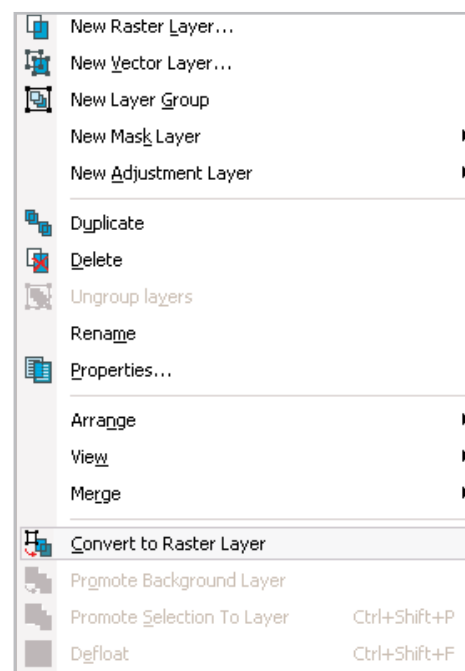 New Raster Layer...
New Vector Layer...
New Layer Group
New Mask Layer
New Adjustment Layer
Duplicate
Delete
Ungroup layers
Rename
Properties...
Arrange
View
Merge
Convert to Raster Layer
Promote Background Layer
Promote Selection To Layer Ctrl+Shift+P
Defloat Ctrl+Shift+F